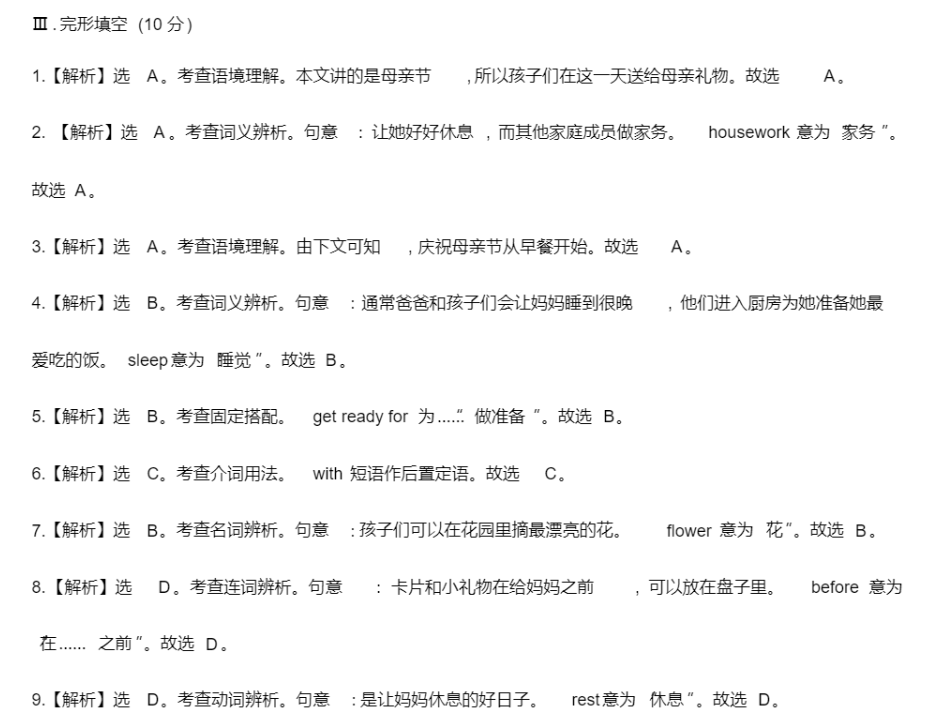 Ⅲ.完形填空 (10 分)
1.【解析】选 A。考查语境理解。本文讲的是母亲节 ,所以孩子们在这一天送给母亲礼物。故选 A。
2. 【解析】选 A。考查词义辨析。句意 : 让她好好休息 , 而其他家庭成员做家务。 housework 意为 家务 ”。
故选 A。
3.【解析】选 A。考查语境理解。由下文可知 ,庆祝母亲节从早餐开始。故选 A。
4.【解析】选 B。考查词义辨析。句意 : 通常爸爸和孩子们会让妈妈睡到很晚 , 他们进入厨房为她准备她最
爱吃的饭。 sleep意为 睡觉 ”。故选 B。
5.【解析】选 B。考查固定搭配。 get ready for 为....“. 做准备 ”。故选 B。
6.【解析】选 C。考查介词用法。 with 短语作后置定语。故选 C。
7.【解析】选 B。考查名词辨析。句意 :孩子们可以在花园里摘最漂亮的花。 flower 意为 花”。故选 B。
8.【解析】选 D。考查连词辨析。句意 : 卡片和小礼物在给妈妈之前 , 可以放在盘子里。 before 意为
在...... 之前 ”。故选 D。
9.【解析】选 D。考查动词辨析。句意 :是让妈妈休息的好日子。 rest意为 休息 ”。故选 D。